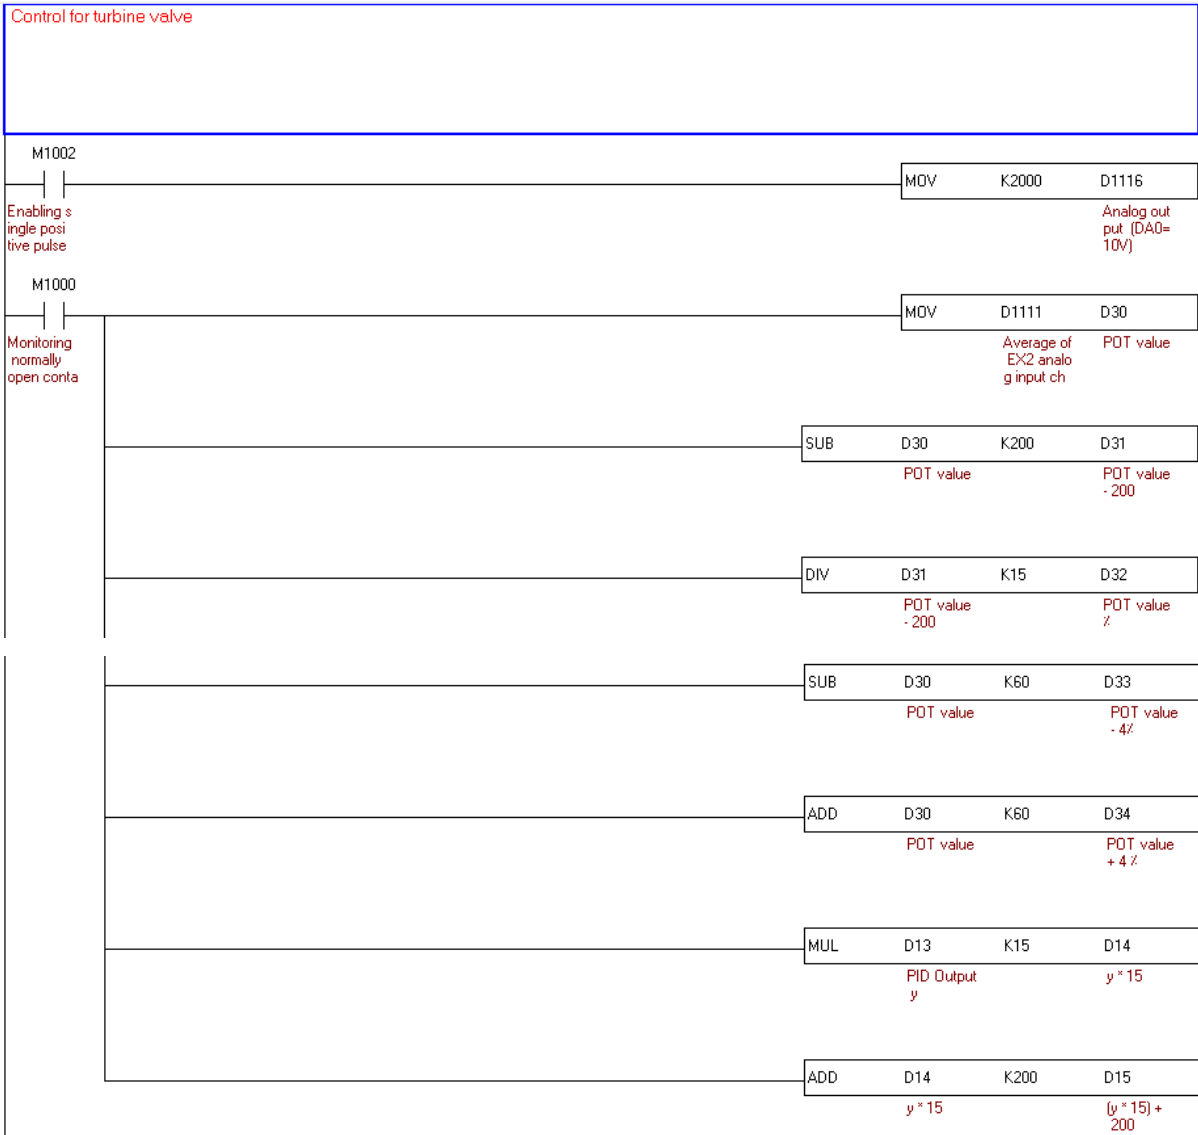 Control for turbine valve
M1002
MOV K2000 D1116
Enabling s
ingle posi
tive pulse
Analog out
put (DA0=
10V)
M1000
MOV D1111 D30
Monitoring
normally
open conta
Average of
EX2 analo
g input ch
POT value
SUB D30 K200 D31
POT value
POT value
- 200
DIV D31 K15 D32
POT value
- 200
POT value
%
SUB D30 K60 D33
POT value
POT value
- 4%
ADD D30 K60 D34
POT value
POT value
+ 4 %
MUL D13 K15 D14
PID Output
y
y * 15
ADD D14 K200 D15
y * 15
(y * 15) +
200